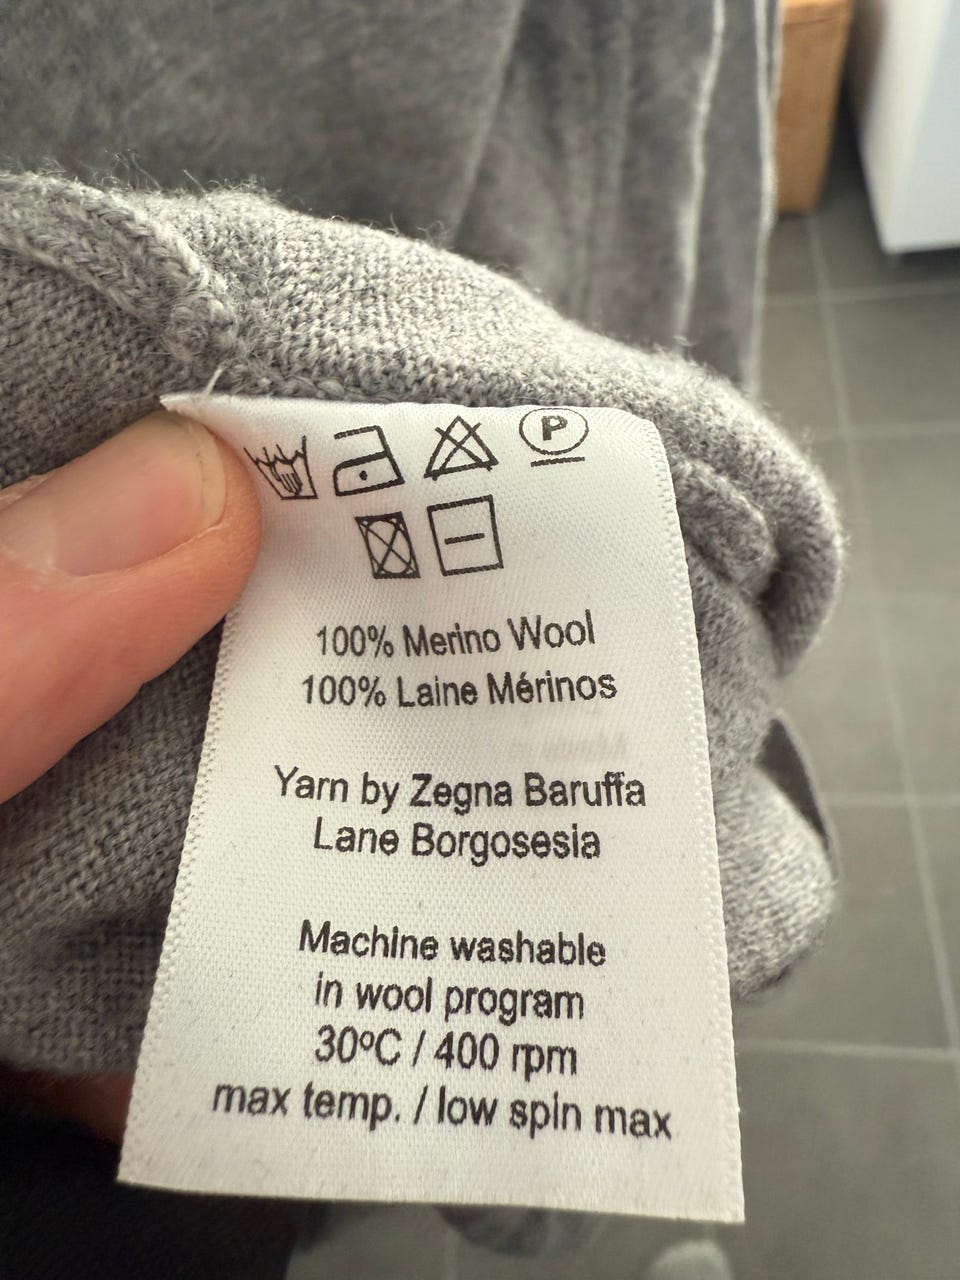 P
100% Merino Wool
100% Laine Mérinos
Yarn by Zegna Baruffa
Lane Borgosesia
Machine washable
in wool program
30ºC / 400 rpm
max temp. / low spin max